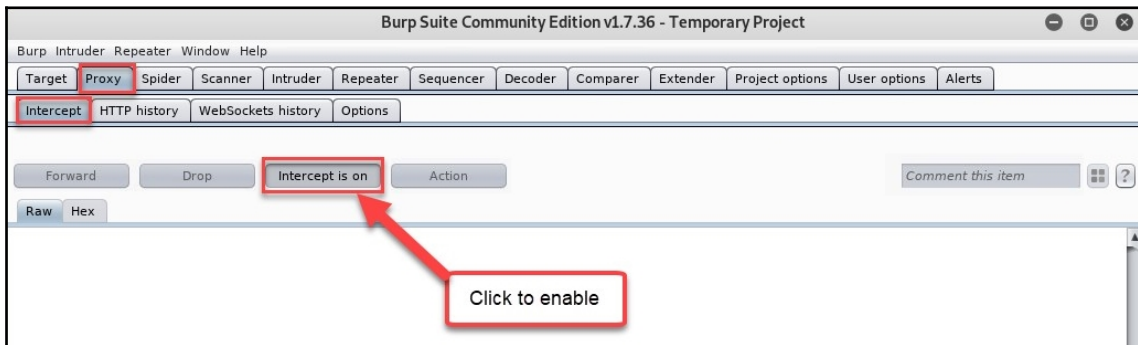 Burp Suite Community Edition v1.7.36 - Temporary Project
Burp Intruder Repeater Window Help
Target Proxy Spider Scanner Intruder Repeater Sequencer Decoder Comparer Extender Project options User options Alerts
Intercept HTTP history WebSockets history Options
Forward Drop Intercept is on Action Comment this item ?
Raw Hex
Click to enable